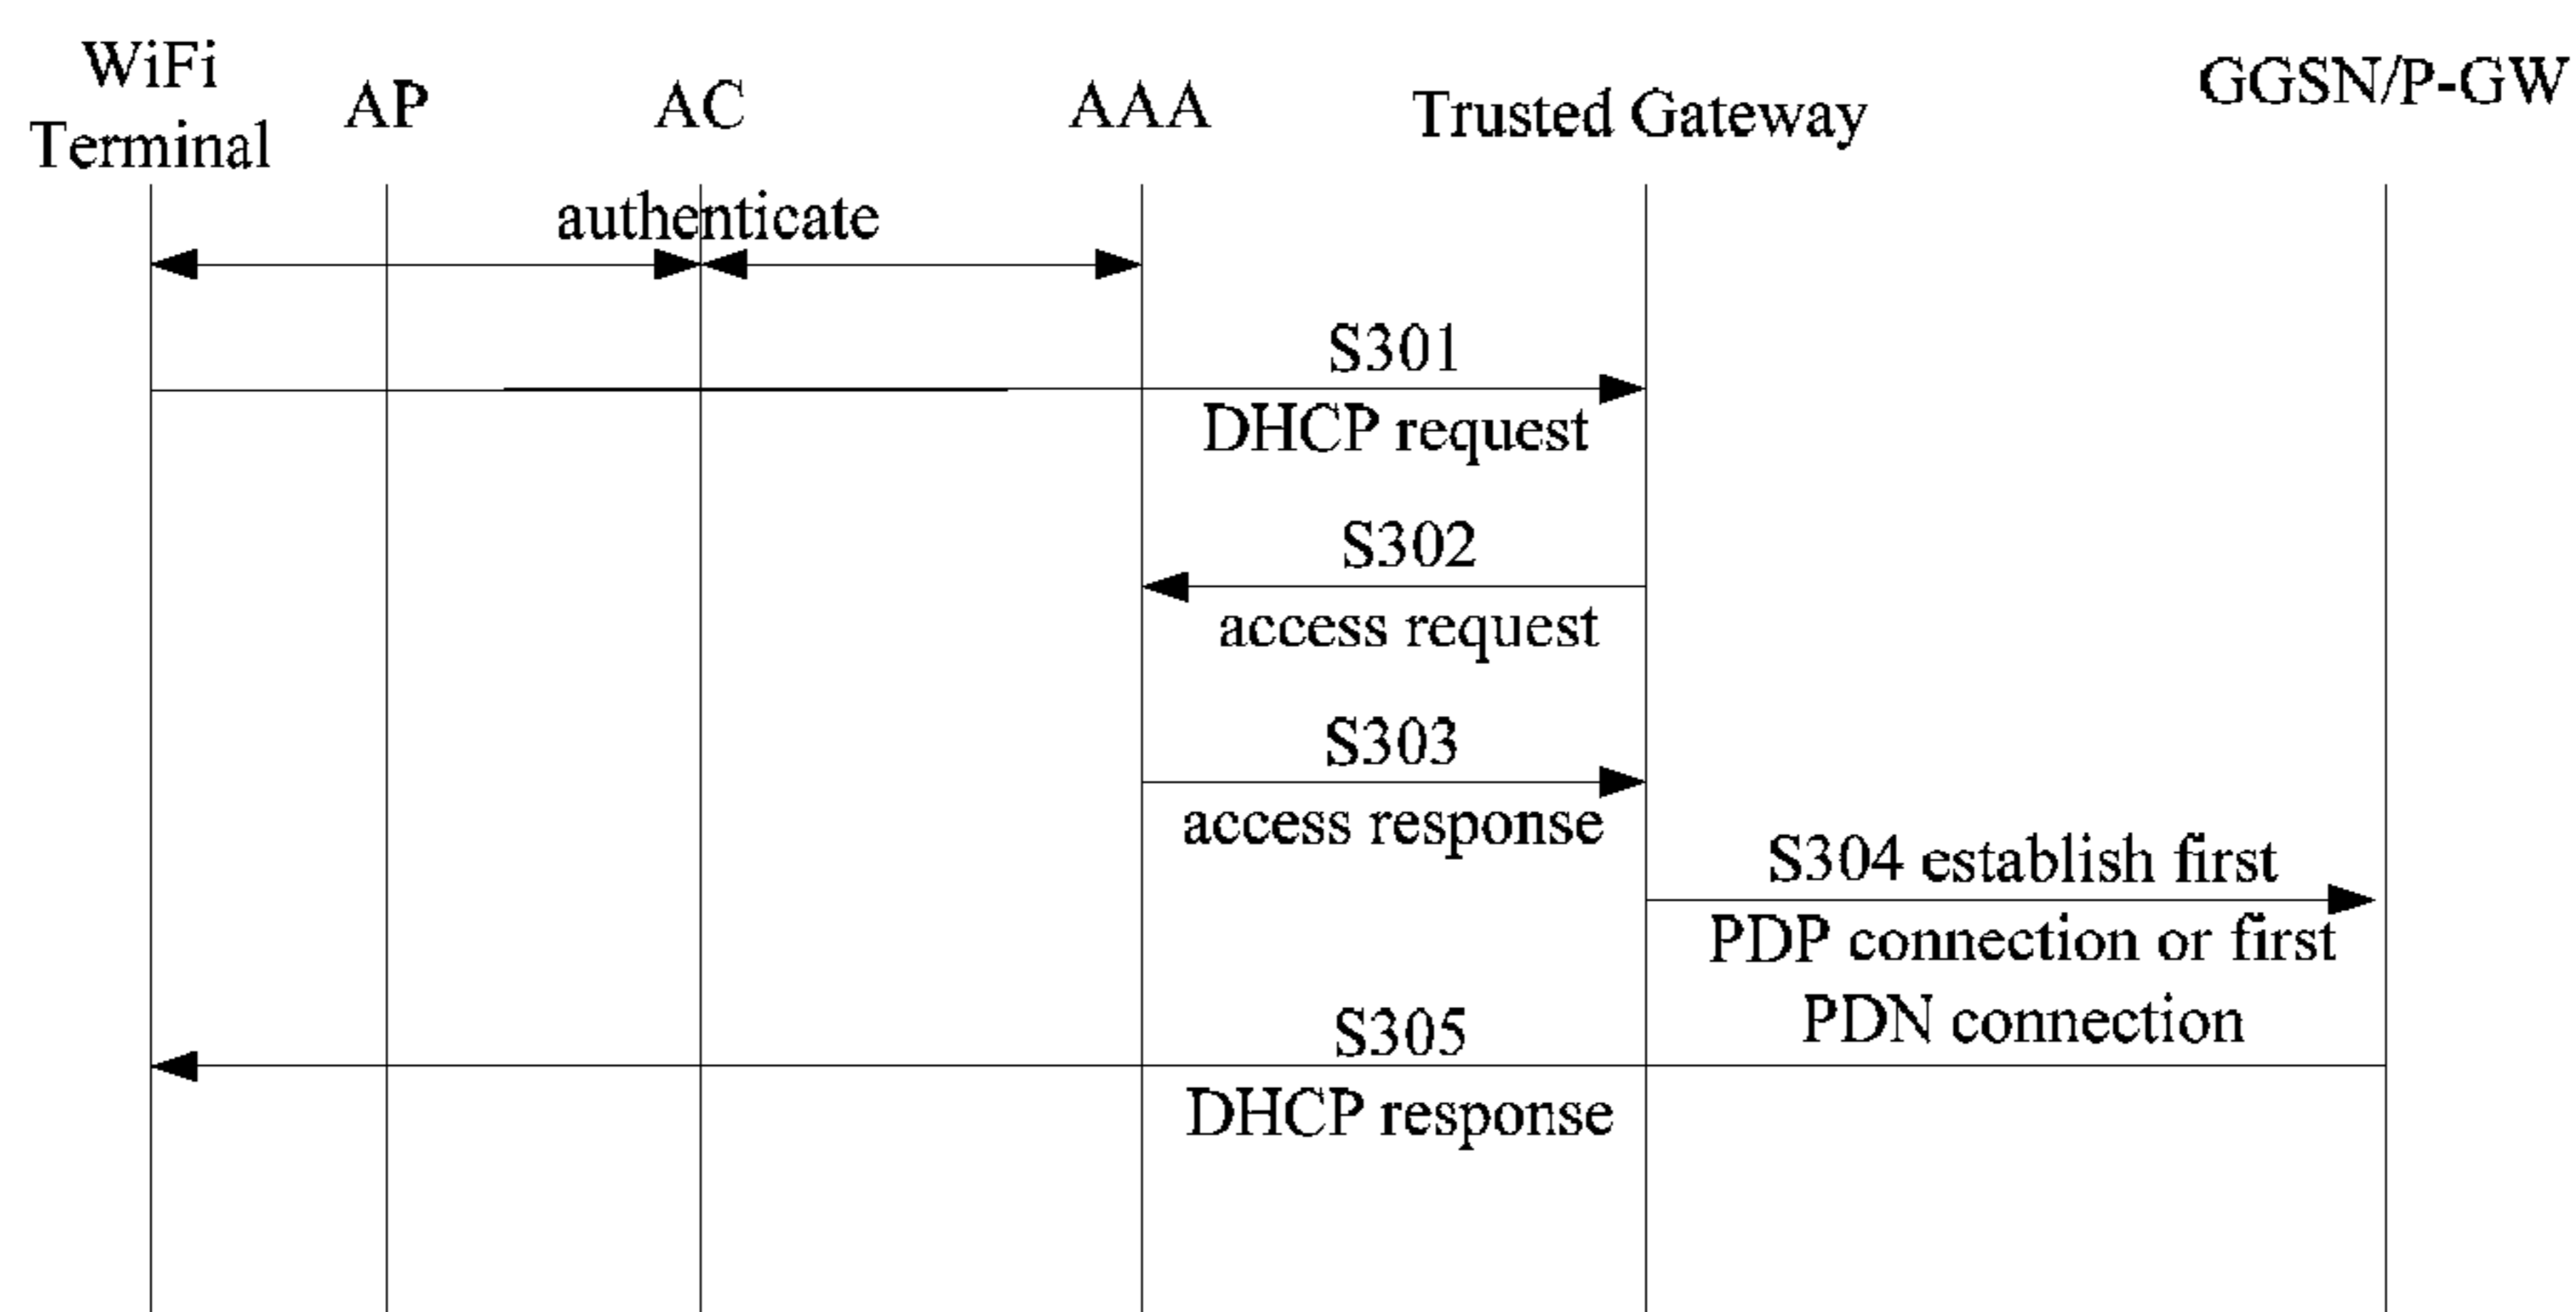 WiFi
Terminal
AP
AC
AAA
Trusted Gateway
GGSN/P-GW
authenticate
S301
DHCP request
S302
access request
S303
access response
S304 establish first
PDP connection or first
PDN connection
S305
DHCP response